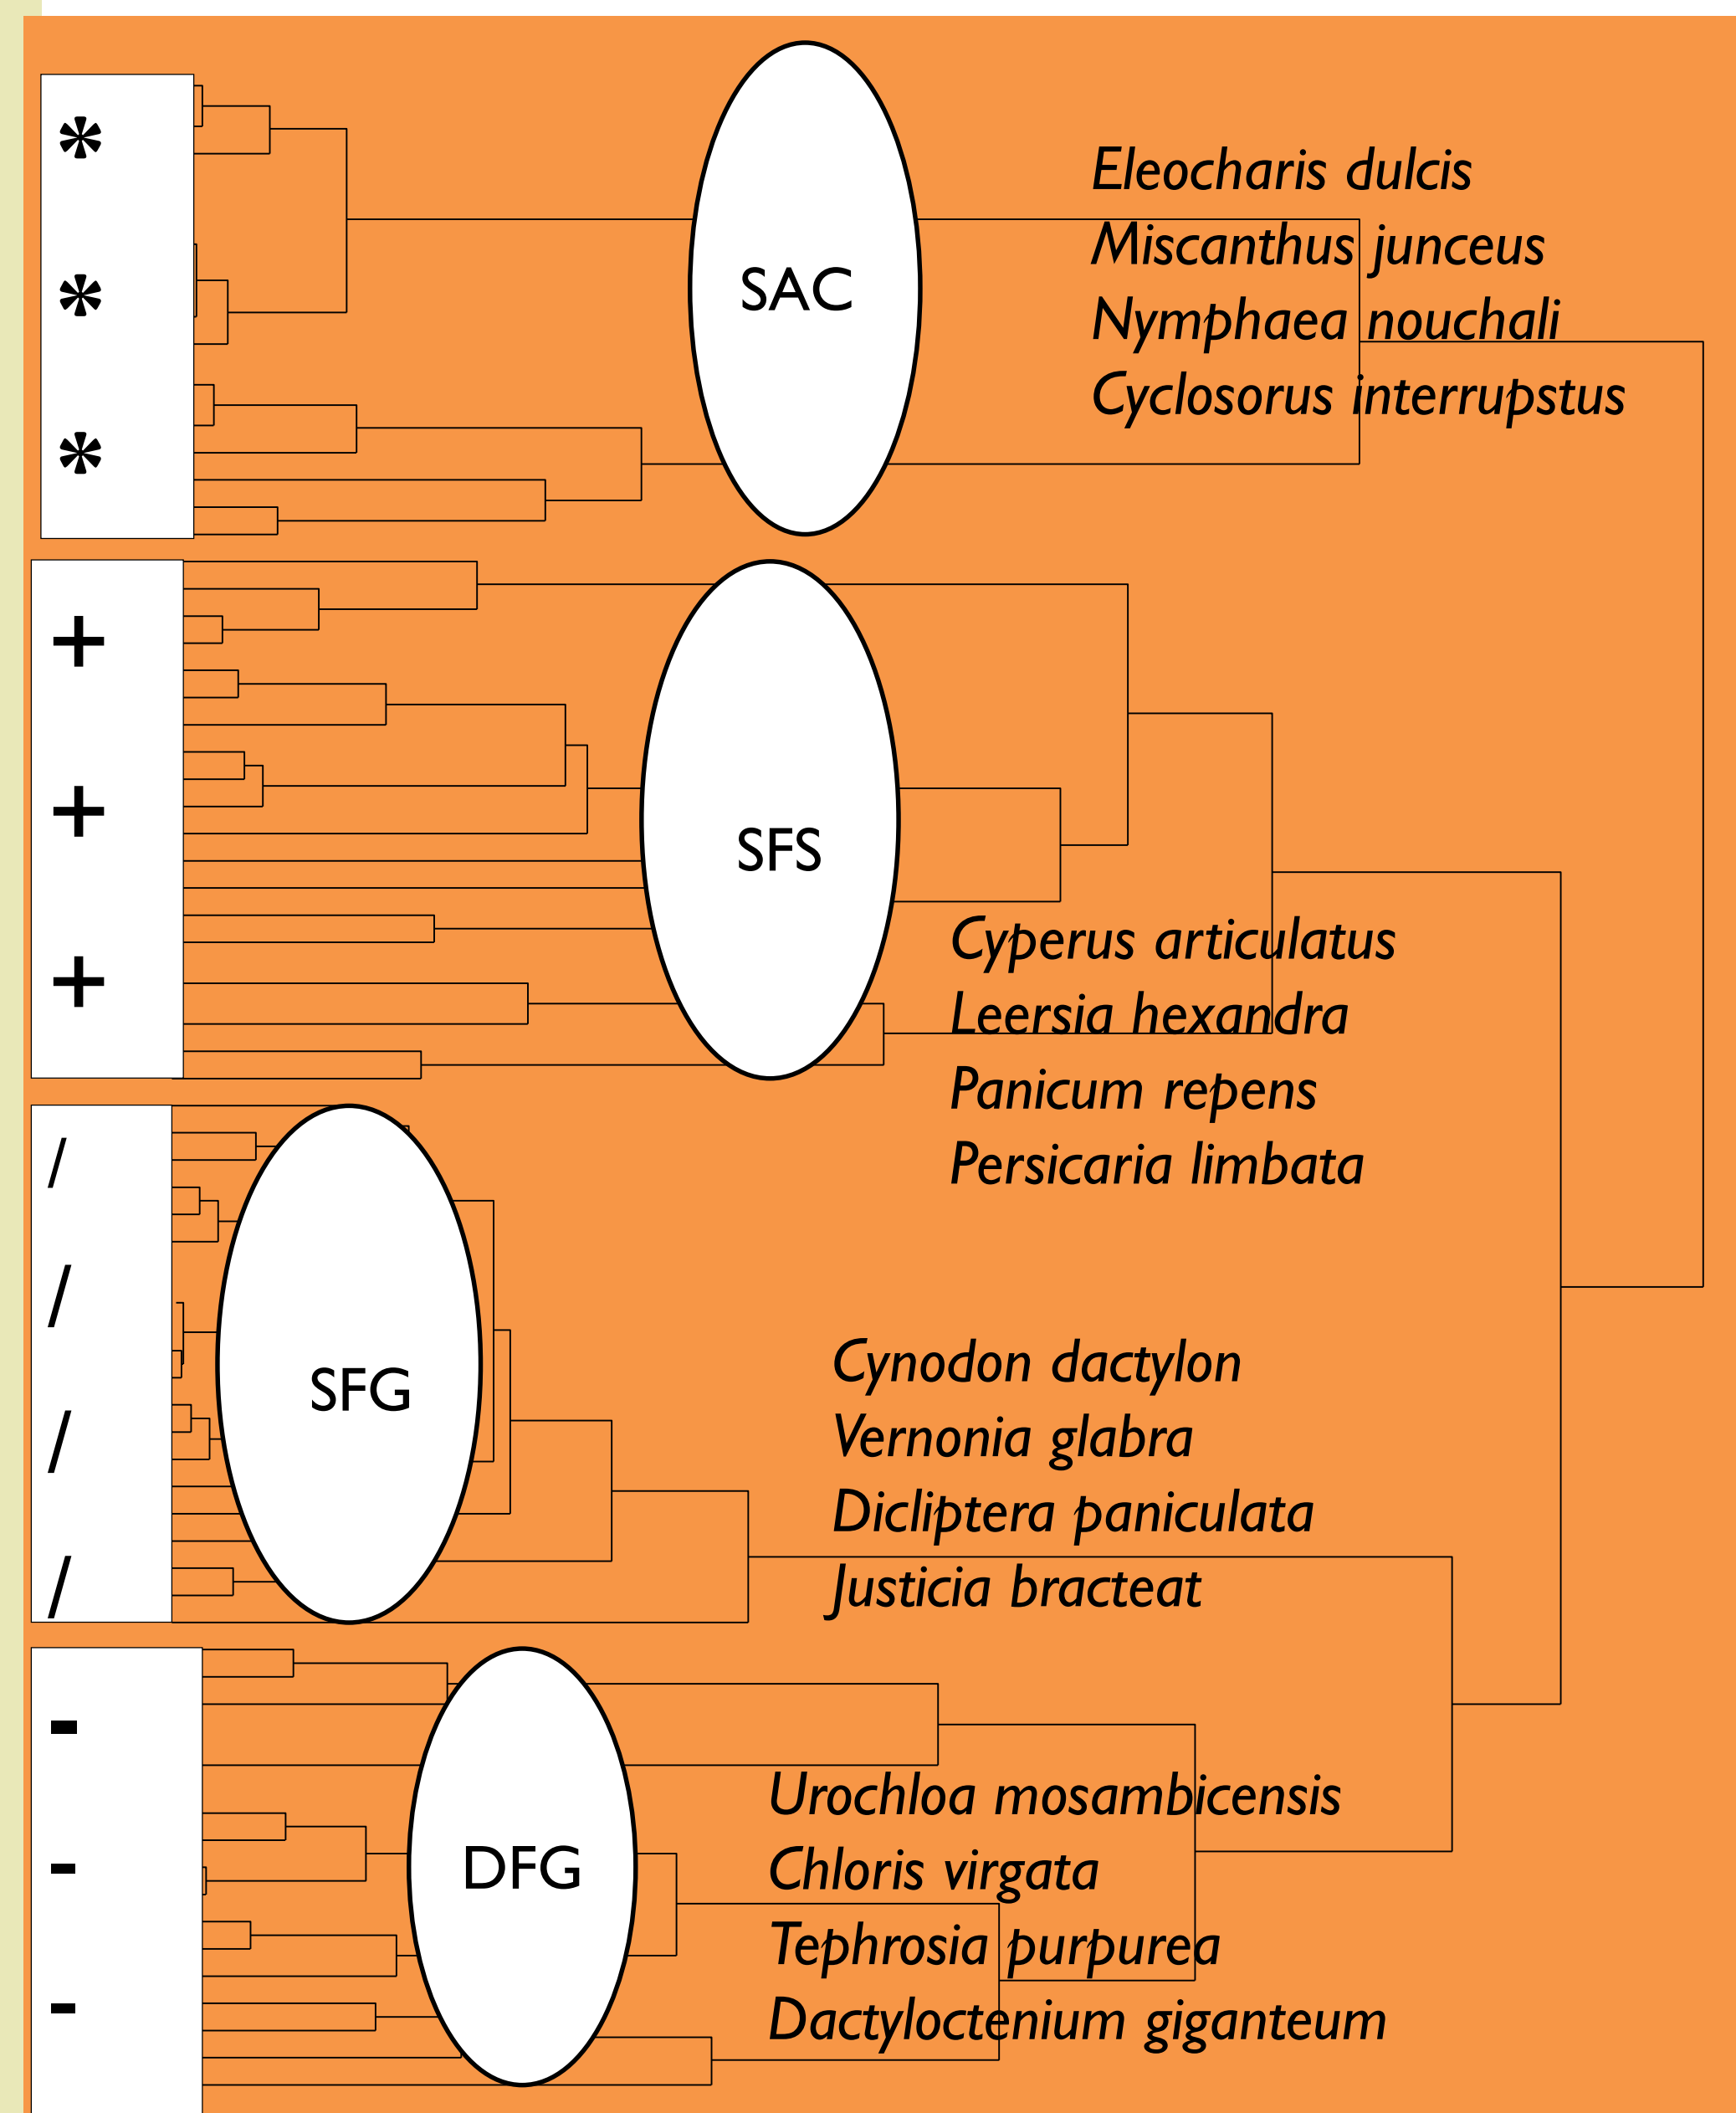 *
*
*
SAC
Eleocharis dulcis
Miscanthus junceus
Nymphaea nouchali
Cyclosorus interrupstus
+
+
+
SFS
Cyperus articulatus
Leersia hexandra
Panicum repens
Persicaria limbata
/
/
/
/
SFG
Cynodon dactylon
Vernonia glabra
Dicliptera paniculata
Justicia bracteat
-
-
-
DFG
Urochloa mosambicensis
Chloris virgata
Tephrosia purpurea
Dactyloctenium giganteum